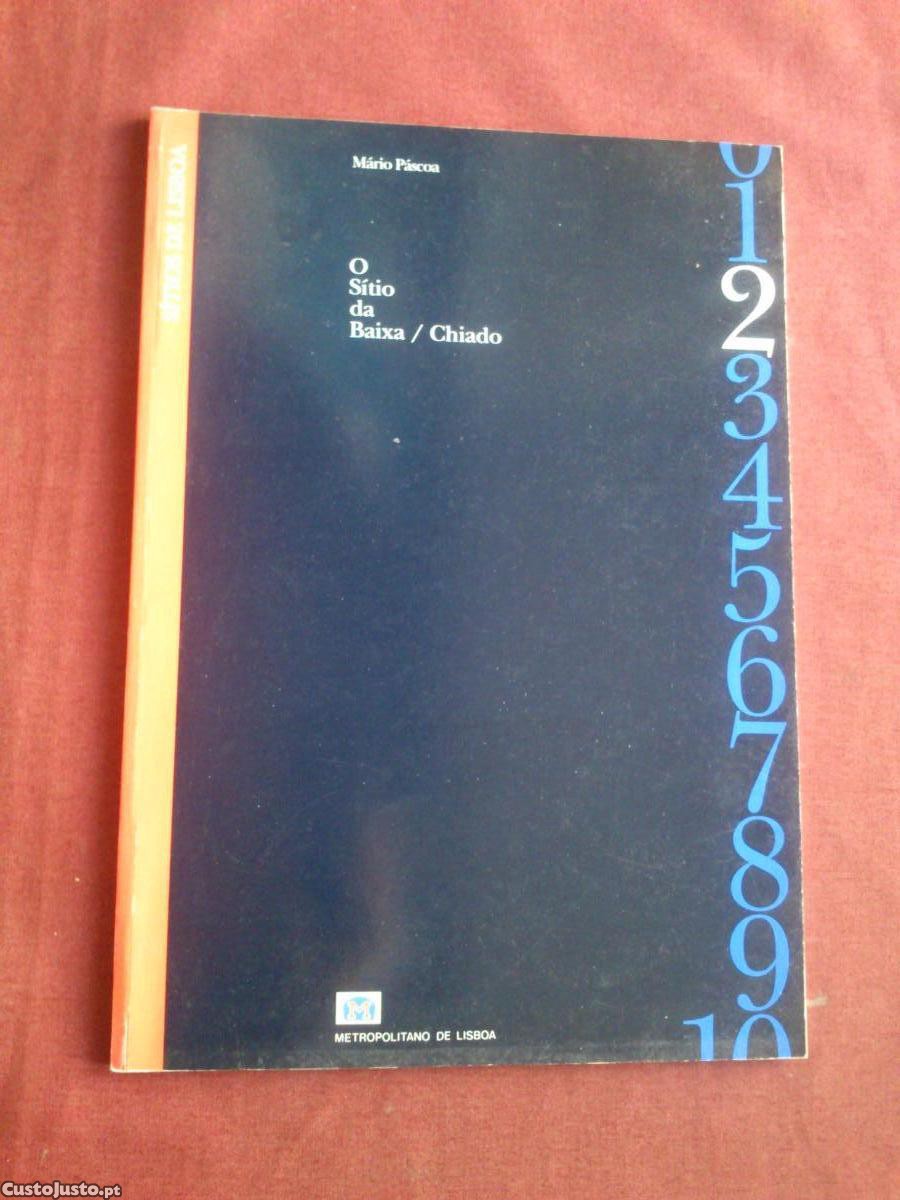 SÍTIOS DE LISBOA
Mário Páscoa
O
Sítio
da
Baixa / Chiado
0
1
2
3
4
5
6
7
8
9
10
M
METROPOLITANO DE LISBOA
CustoJusto.pt